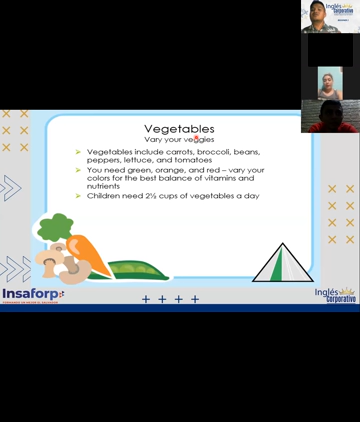 Inglés
Corporativo
Vegetables
Vary your veggies
Vegetables include carrots, broccoli, beans,
peppers, lettuce, and tomatoes
You need green, orange, and red – vary your
colors for the best balance of vitamins and
nutrients
Children need 2½ cups of vegetables a day
Insaforp
+ + + +
Inglés
Corporativo